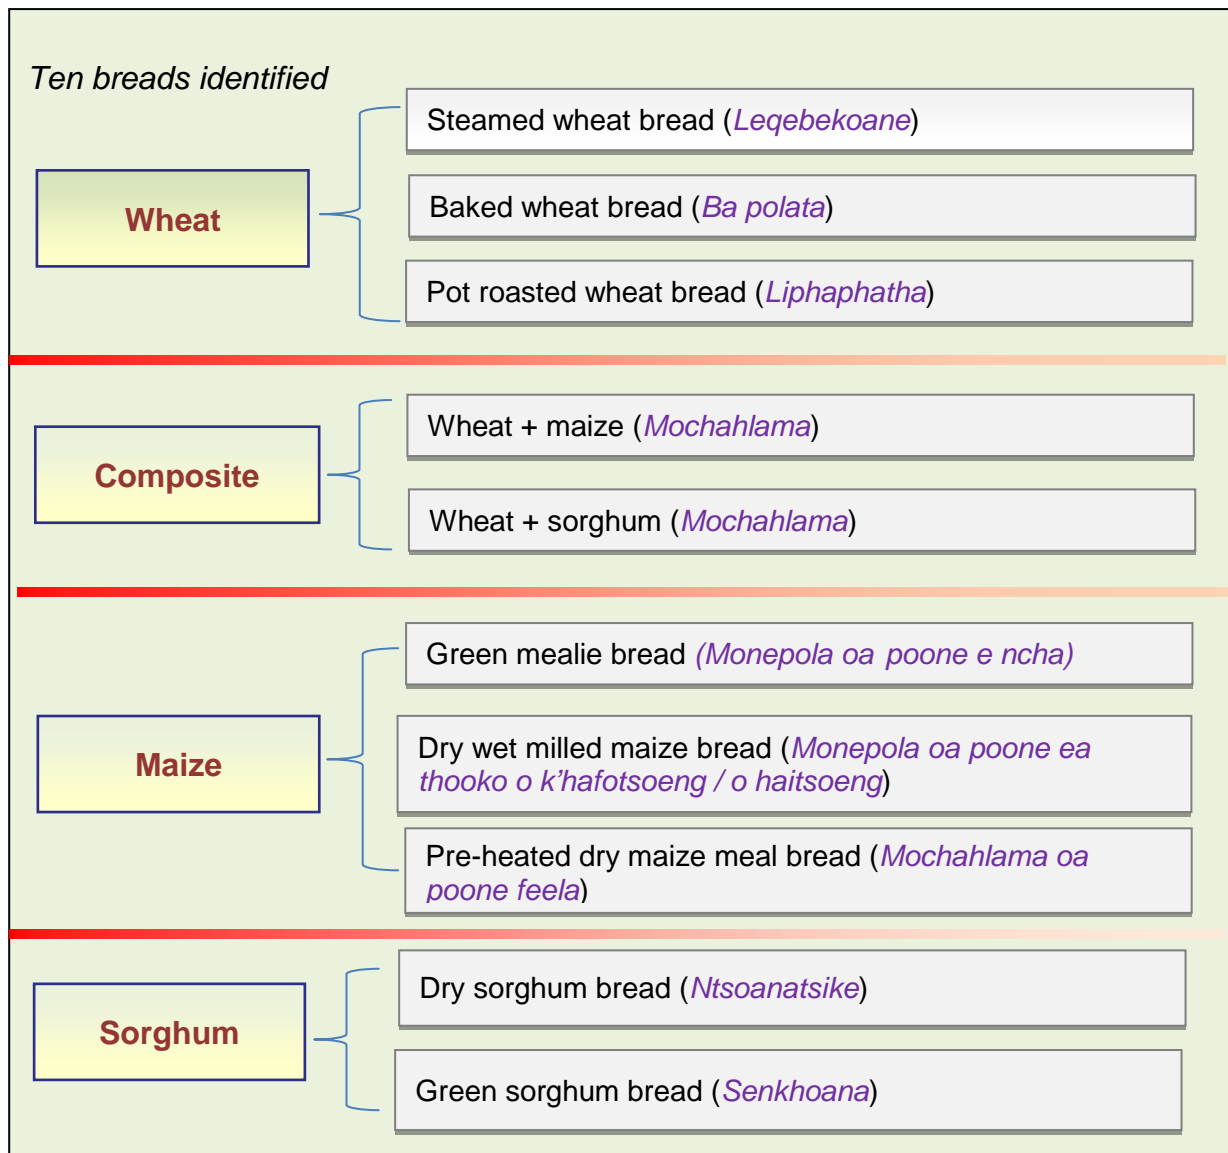 Ten breads identified
Wheat
Steamed wheat bread (Leqebekoane)
Baked wheat bread (Ba polata)
Pot roasted wheat bread (Liphaphatha)
Composite
Wheat + maize (Mochahlama)
Wheat + sorghum (Mochahlama)
Maize
Green mealie bread (Monepola oa poone e ncha)
Dry wet milled maize bread (Monepola oa poone ea
thooko o k’hafotsoeng / o haitsoeng)
Pre-heated dry maize meal bread (Mochahlama oa
poone feela)
Sorghum
Dry sorghum bread (Ntsoanatsike)
Green sorghum bread (Senkhoana)